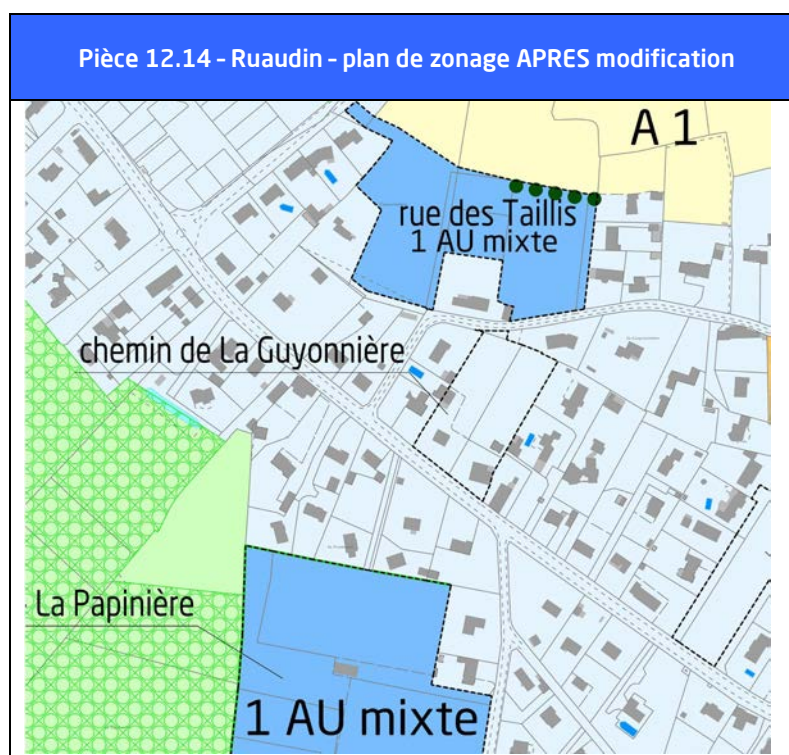 Pièce 12.14 - Ruaudin - plan de zonage APRES modification
A 1
rue des Taillis
1 AU mixte
chemin de La Guyonnière
La Papinière
1 AU mixte